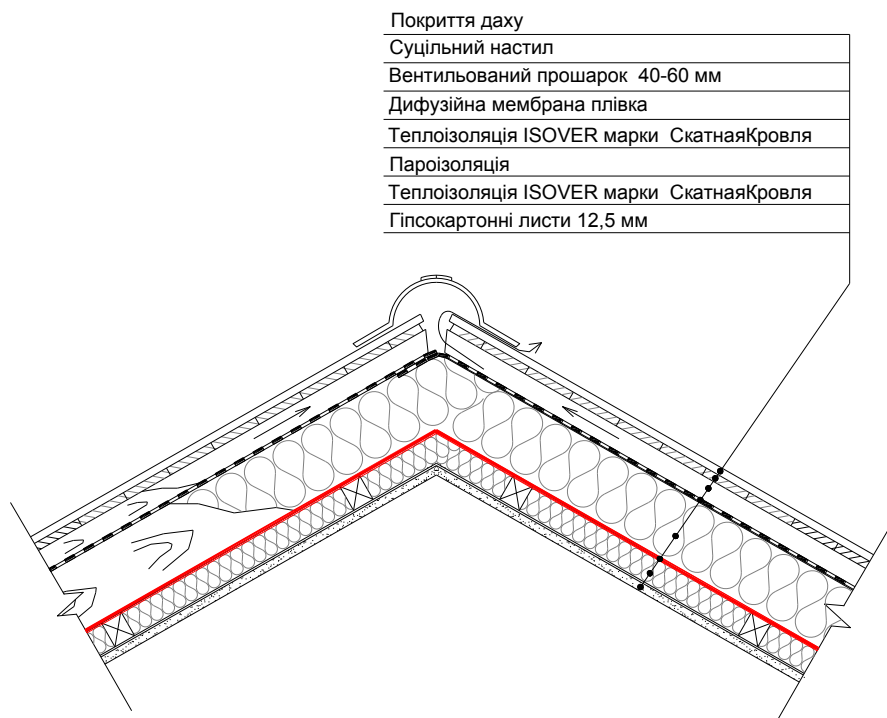 Покриття даху
Суцільний настил
Вентильований прошарок 40-60 мм
Дифузійна мембрана плівка
Теплоізоляція ISOVER марки СкатнаяКровля
Пароізоляція
Теплоізоляція ISOVER марки СкатнаяКровля
Гіпсокартонні листи 12,5 мм